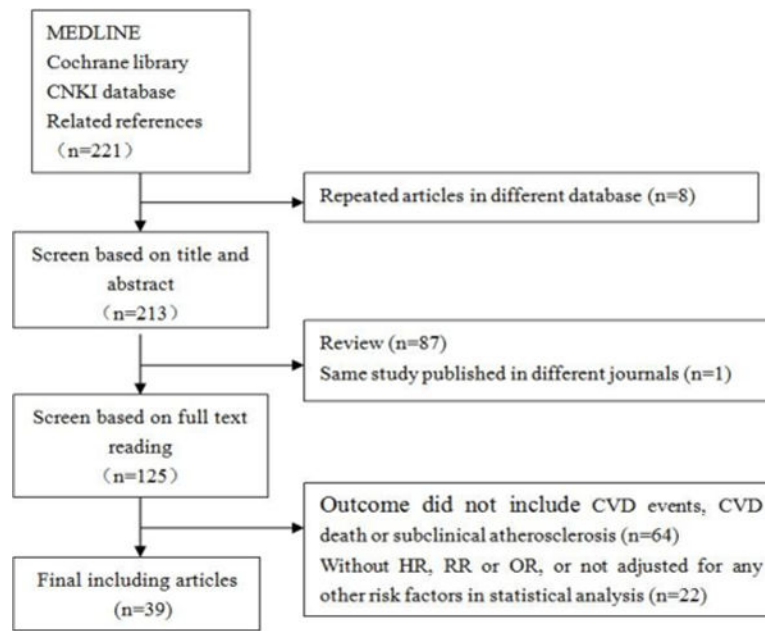 MEDLINE
Cochrane library
CNKI database
Related references
（n=221）
Repeated articles in different database (n=8)
Screen based on title and
abstract
（n=213）
Review (n=87)
Same study published in different journals (n=1)
Screen based on full text
reading
（n=125）
Outcome did not include CVD events, CVD
death or subclinical atherosclerosis (n=64)
Without HR, RR or OR, or not adjusted for any
other risk factors in statistical analysis (n=22)
Final including articles
(n=39)